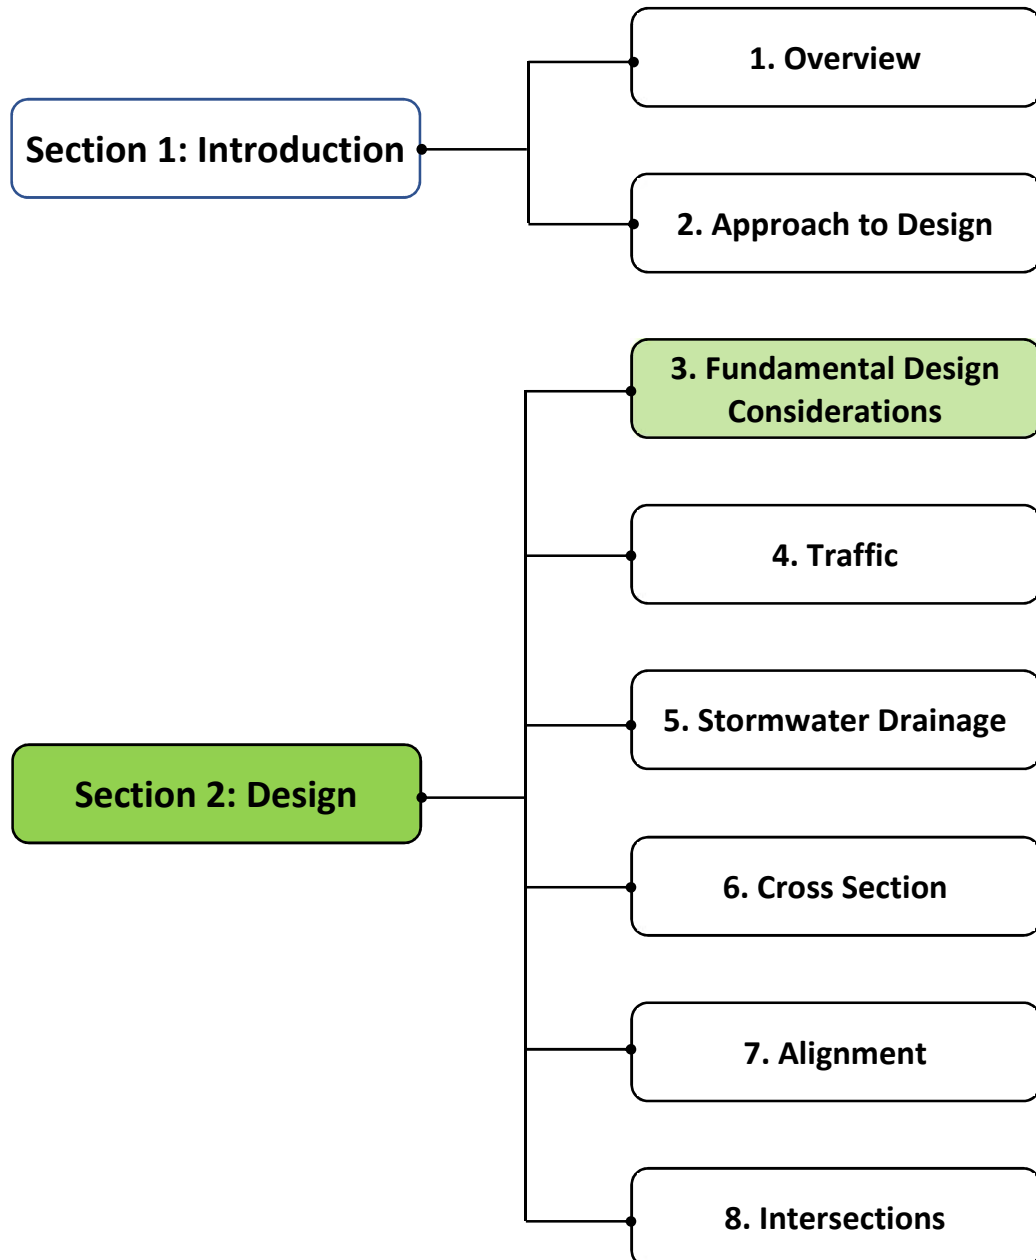 1. Overview
Section 1: Introduction
2. Approach to Design
3. Fundamental Design
Considerations
4. Traffic
5. Stormwater Drainage
Section 2: Design
6. Cross Section
7. Alignment
8. Intersections